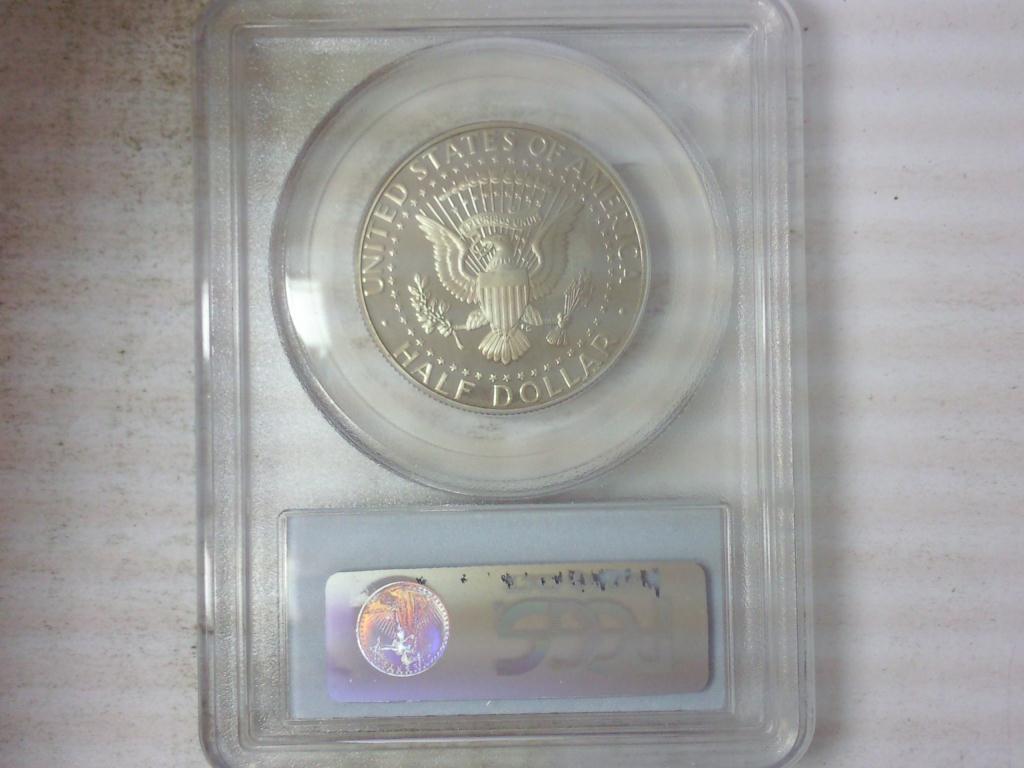 UNITED STATES OF AMERICA
HALF DOLLAR